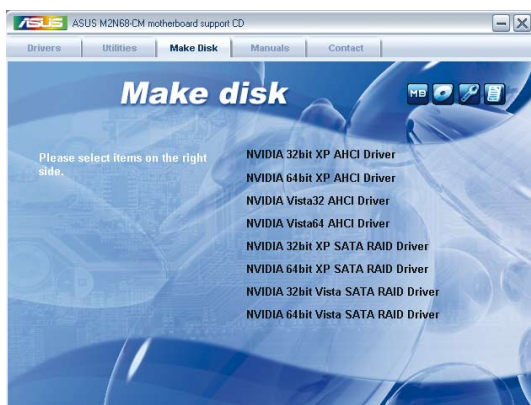 ASUS ASUS M2N68-CM motherboard support CD
Drivers Utilities Make Disk Manuals Contact
Make disk
MB
Please select items on the right
side.
NVIDIA 32bit XP AHCI Driver
NVIDIA 64bit XP AHCI Driver
NVIDIA Vista32 AHCI Driver
NVIDIA Vista64 AHCI Driver
NVIDIA 32bit XP SATA RAID Driver
NVIDIA 64bit XP SATA RAID Driver
NVIDIA 32bit Vista SATA RAID Driver
NVIDIA 64bit Vista SATA RAID Driver